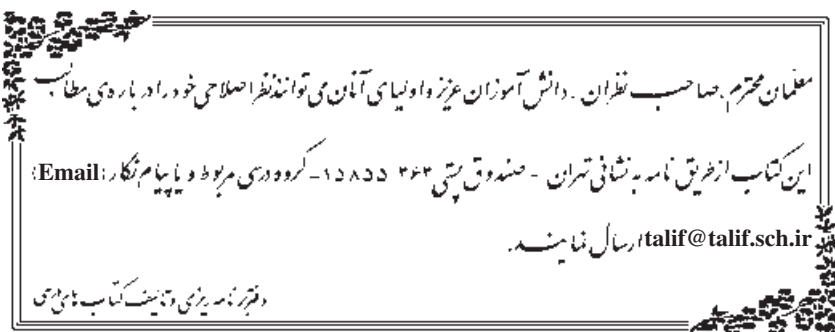 معلمان محترم، صاحب نظران، دانش آموزان عزیز و اولیای آنان می توانند نظر اصلاحی خود را در باره ی مطالب
این کتاب از طریق نامه به نشانی تهران - صندوق پستی ۳۶۳ ۱۵۸۵۵ - گروه درسی مربوط و یا پیام نگار (Email)
talif@talif.sch.ir ارسال نمایند.
دفتر برنامه ریزی و تألیف کتاب های درسی